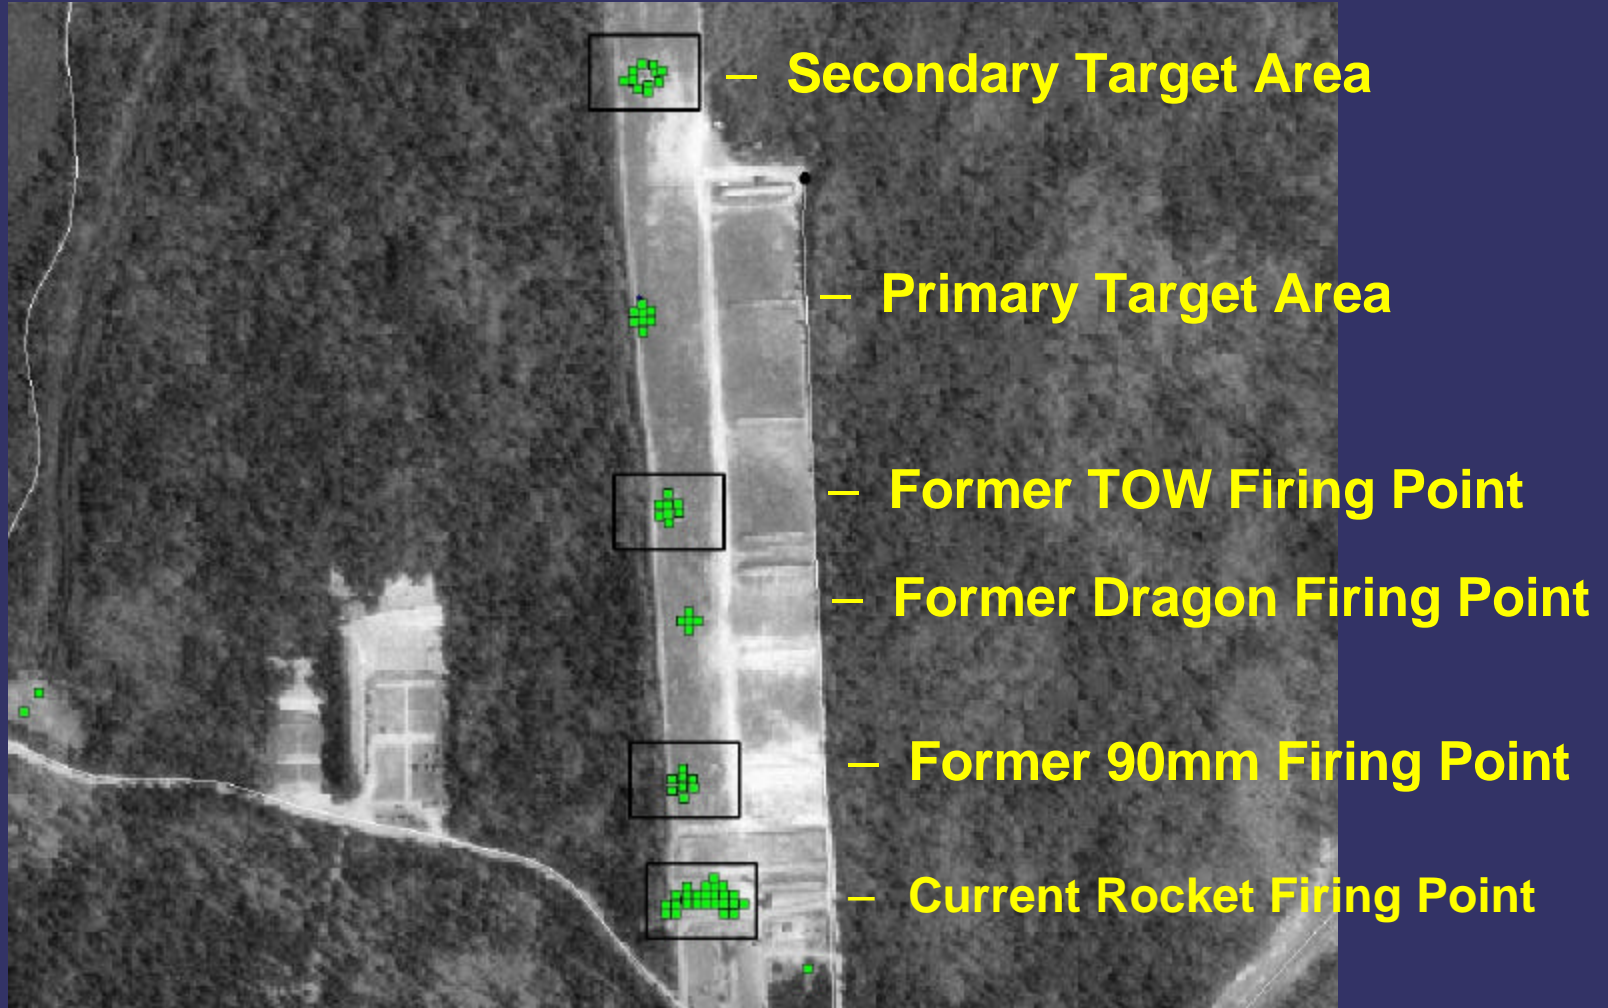 – Secondary Target Area
– Primary Target Area
– Former TOW Firing Point
– Former Dragon Firing Point
– Former 90mm Firing Point
– Current Rocket Firing Point